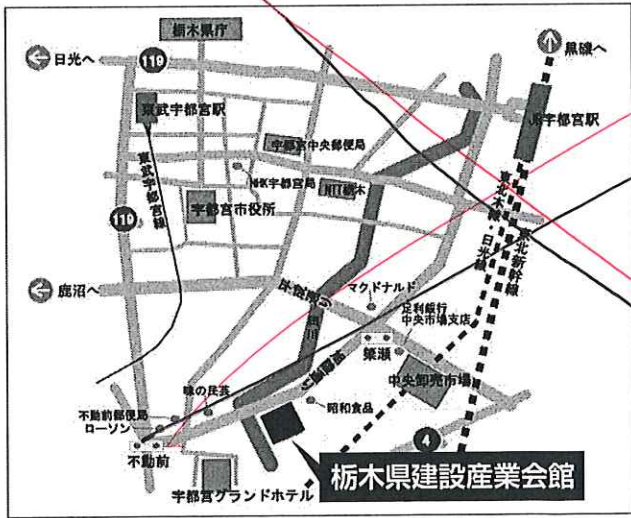 栃木県庁
日光へ
119
黒磯へ
東武宇都宮駅
JR宇都宮駅
宇都宮中央郵便局
東武宇都宮線
NHK宇都宮局
NTT栃木
東北本線
宇都宮市役所
119
日光線
東北新幹線
鹿沼へ
マクドナルド
足利銀行
中央市場支店
田川
簗瀬
中央卸売市場
味の民芸
昭和食品
不動前郵便局
ローソン
4
不動前
栃木県建設産業会館
宇都宮グランドホテル